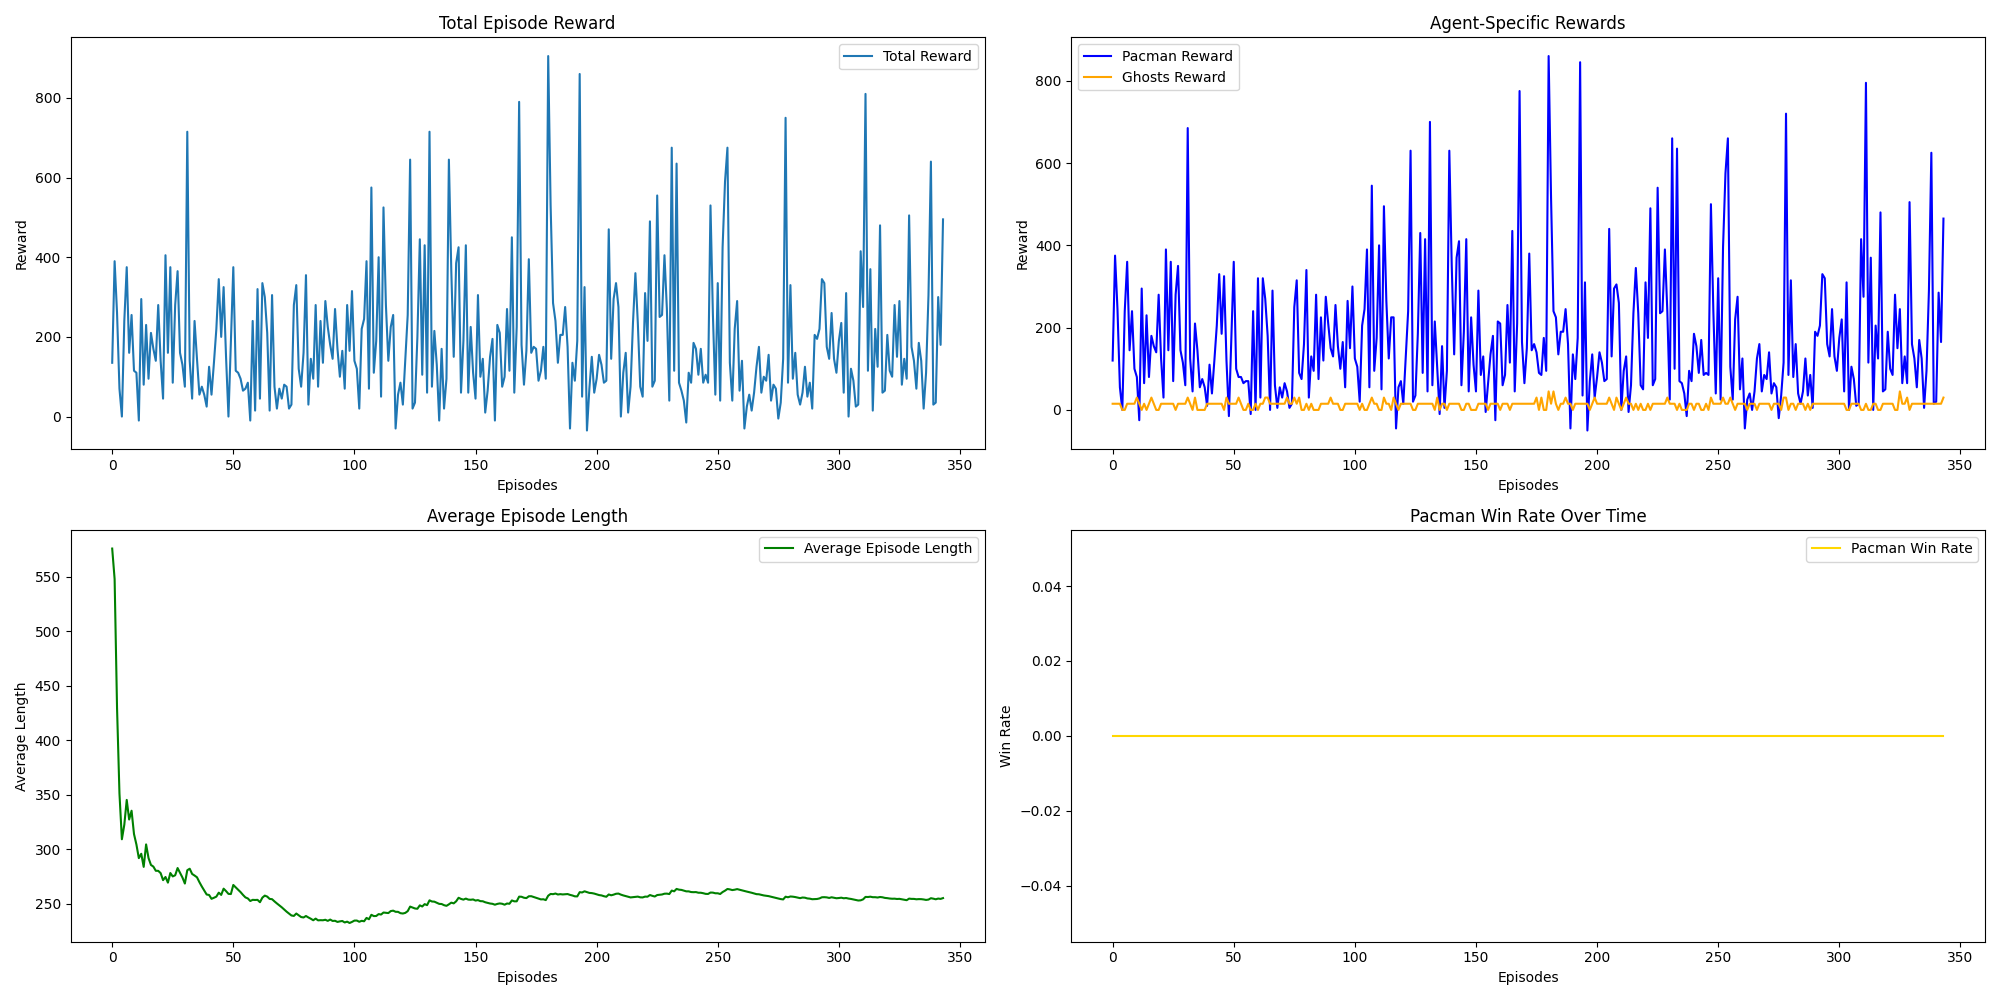 Total Episode Reward
Reward
800
600
400
200
0
Total Reward
0 50 100 150 200 250 300 350
Episodes
Agent-Specific Rewards
Reward
800
600
400
200
0
Pacman Reward
Ghosts Reward
0 50 100 150 200 250 300 350
Episodes
Average Episode Length
Average Length
550
500
450
400
350
300
250
Average Episode Length
0 50 100 150 200 250 300 350
Episodes
Pacman Win Rate Over Time
Win Rate
0.04
0.02
0.00
−0.02
−0.04
Pacman Win Rate
0 50 100 150 200 250 300 350
Episodes